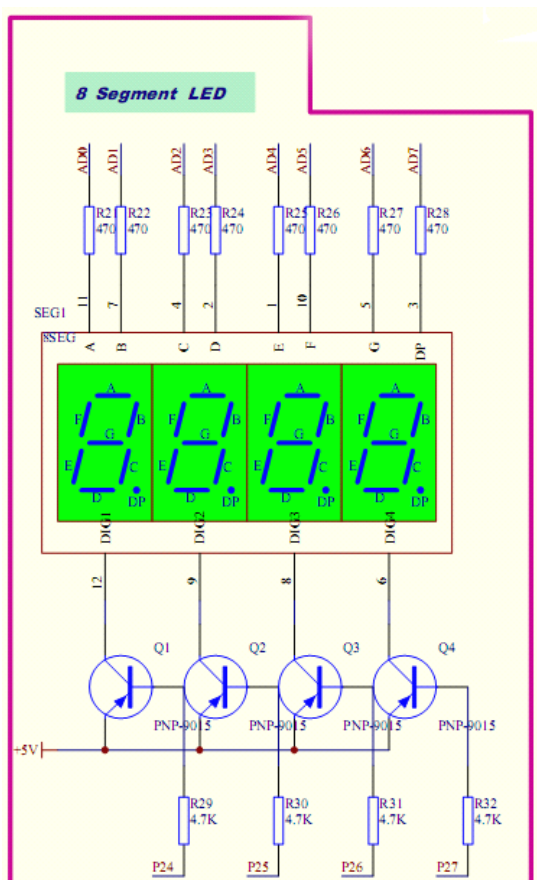 8 Segment LED
AD0 AD1 AD2 AD3 AD4 AD5 AD6 AD7
R21 R22 R23 R24 R25 R26 R27 R28
470 470 470 470 470 470 470 470
11 7 4 2 1 10 5 3
SEG1
8SEG
A B C D E F G DP
A A A A
F B F B F B F B
G G G G
E C E C E C E C
D DP D DP D DP D DP
DIG1 DIG2 DIG3 DIG4
12 9 8 6
Q1 Q2 Q3 Q4
PNP-9015 PNP-9015 PNP-9015 PNP-9015
+5V
R29 R30 R31 R32
4.7K 4.7K 4.7K 4.7K
P24 P25 P26 P27